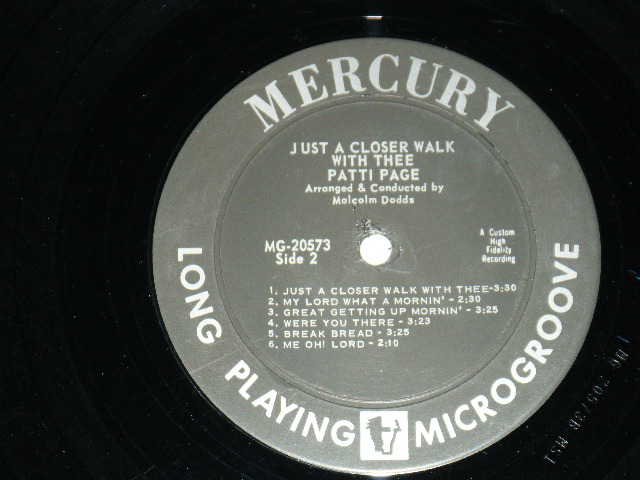 MERCURY
JUST A CLOSER WALK
WITH THEE
PATTI PAGE
Arranged & Conducted by
Malcolm Dodds
MG-20573
Side 2
A Custom
High
Fidelity
Recording
1. JUST A CLOSER WALK WITH THEE-3:30
2. MY LORD WHAT A MORNIN' - 2:30
3. GREAT GETTING UP MORNIN' - 3:25
4. WERE YOU THERE - 3:23
5. BREAK BREAD - 3:25
6. ME OH! LORD - 2:10
LONG PLAYING MICROGROOVE